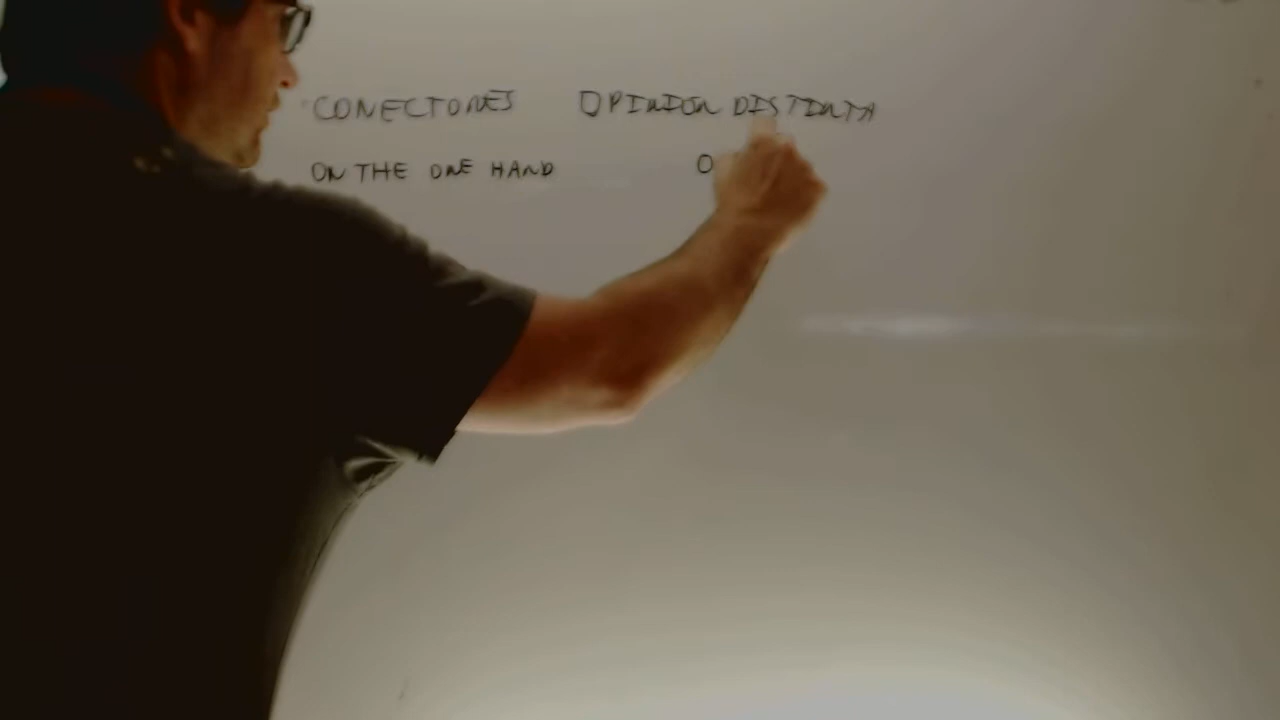 CONECTORES OPINION DISTINTA
ON THE ONE HAND O